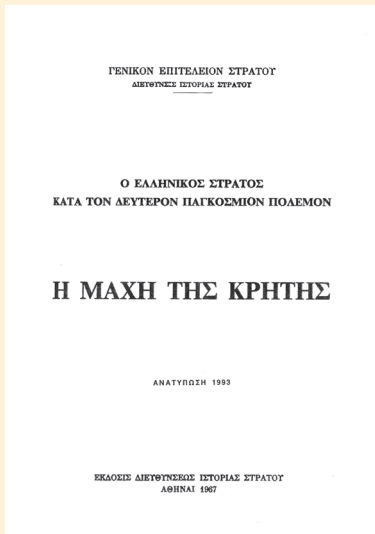 ΓΕΝΙΚΟΝ ΕΠΙΤΕΛΕΙΟΝ ΣΤΡΑΤΟΥ
ΔΙΕΥΘΥΝΣΙΣ ΙΣΤΟΡΙΑΣ ΣΤΡΑΤΟΥ
Ο ΕΛΛΗΝΙΚΟΣ ΣΤΡΑΤΟΣ
ΚΑΤΑ ΤΟΝ ΔΕΥΤΕΡΟΝ ΠΑΓΚΟΣΜΙΟΝ ΠΟΛΕΜΟΝ
Η ΜΑΧΗ ΤΗΣ ΚΡΗΤΗΣ
ΑΝΑΤΥΠΩΣΗ 1993
ΕΚΔΟΣΙΣ ΔΙΕΥΘΥΝΣΕΩΣ ΙΣΤΟΡΙΑΣ ΣΤΡΑΤΟΥ
ΑΘΗΝΑΙ 1967